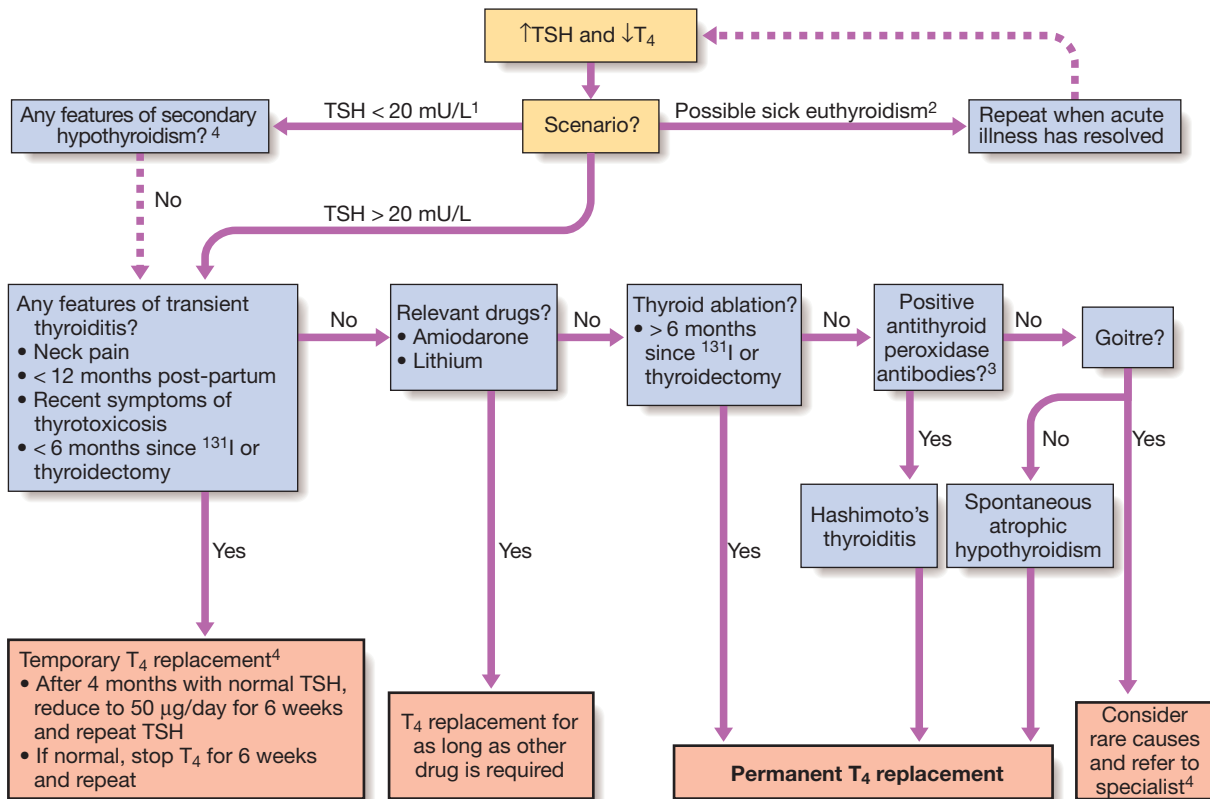 ↑TSH and ↓T₄
TSH < 20 mU/L¹
Scenario?
Possible sick euthyroidism²
Any features of secondary
hypothyroidism? ⁴
Repeat when acute
illness has resolved
No
TSH > 20 mU/L
Any features of transient
thyroiditis?
• Neck pain
• < 12 months post-partum
• Recent symptoms of
thyrotoxicosis
• < 6 months since ¹³¹I or
thyroidectomy
No
Relevant drugs?
• Amiodarone
• Lithium
No
Thyroid ablation?
• > 6 months
since ¹³¹I or
thyroidectomy
No
Positive
antithyroid
peroxidase
antibodies?³
No
Goitre?
Yes
Yes
Yes
Yes
No
Yes
Hashimoto's
thyroiditis
Spontaneous
atrophic
hypothyroidism
Temporary T₄ replacement⁴
• After 4 months with normal TSH,
reduce to 50 µg/day for 6 weeks
and repeat TSH
• If normal, stop T₄ for 6 weeks
and repeat
T₄ replacement for
as long as other
drug is required
Permanent T₄ replacement
Consider
rare causes
and refer to
specialist⁴